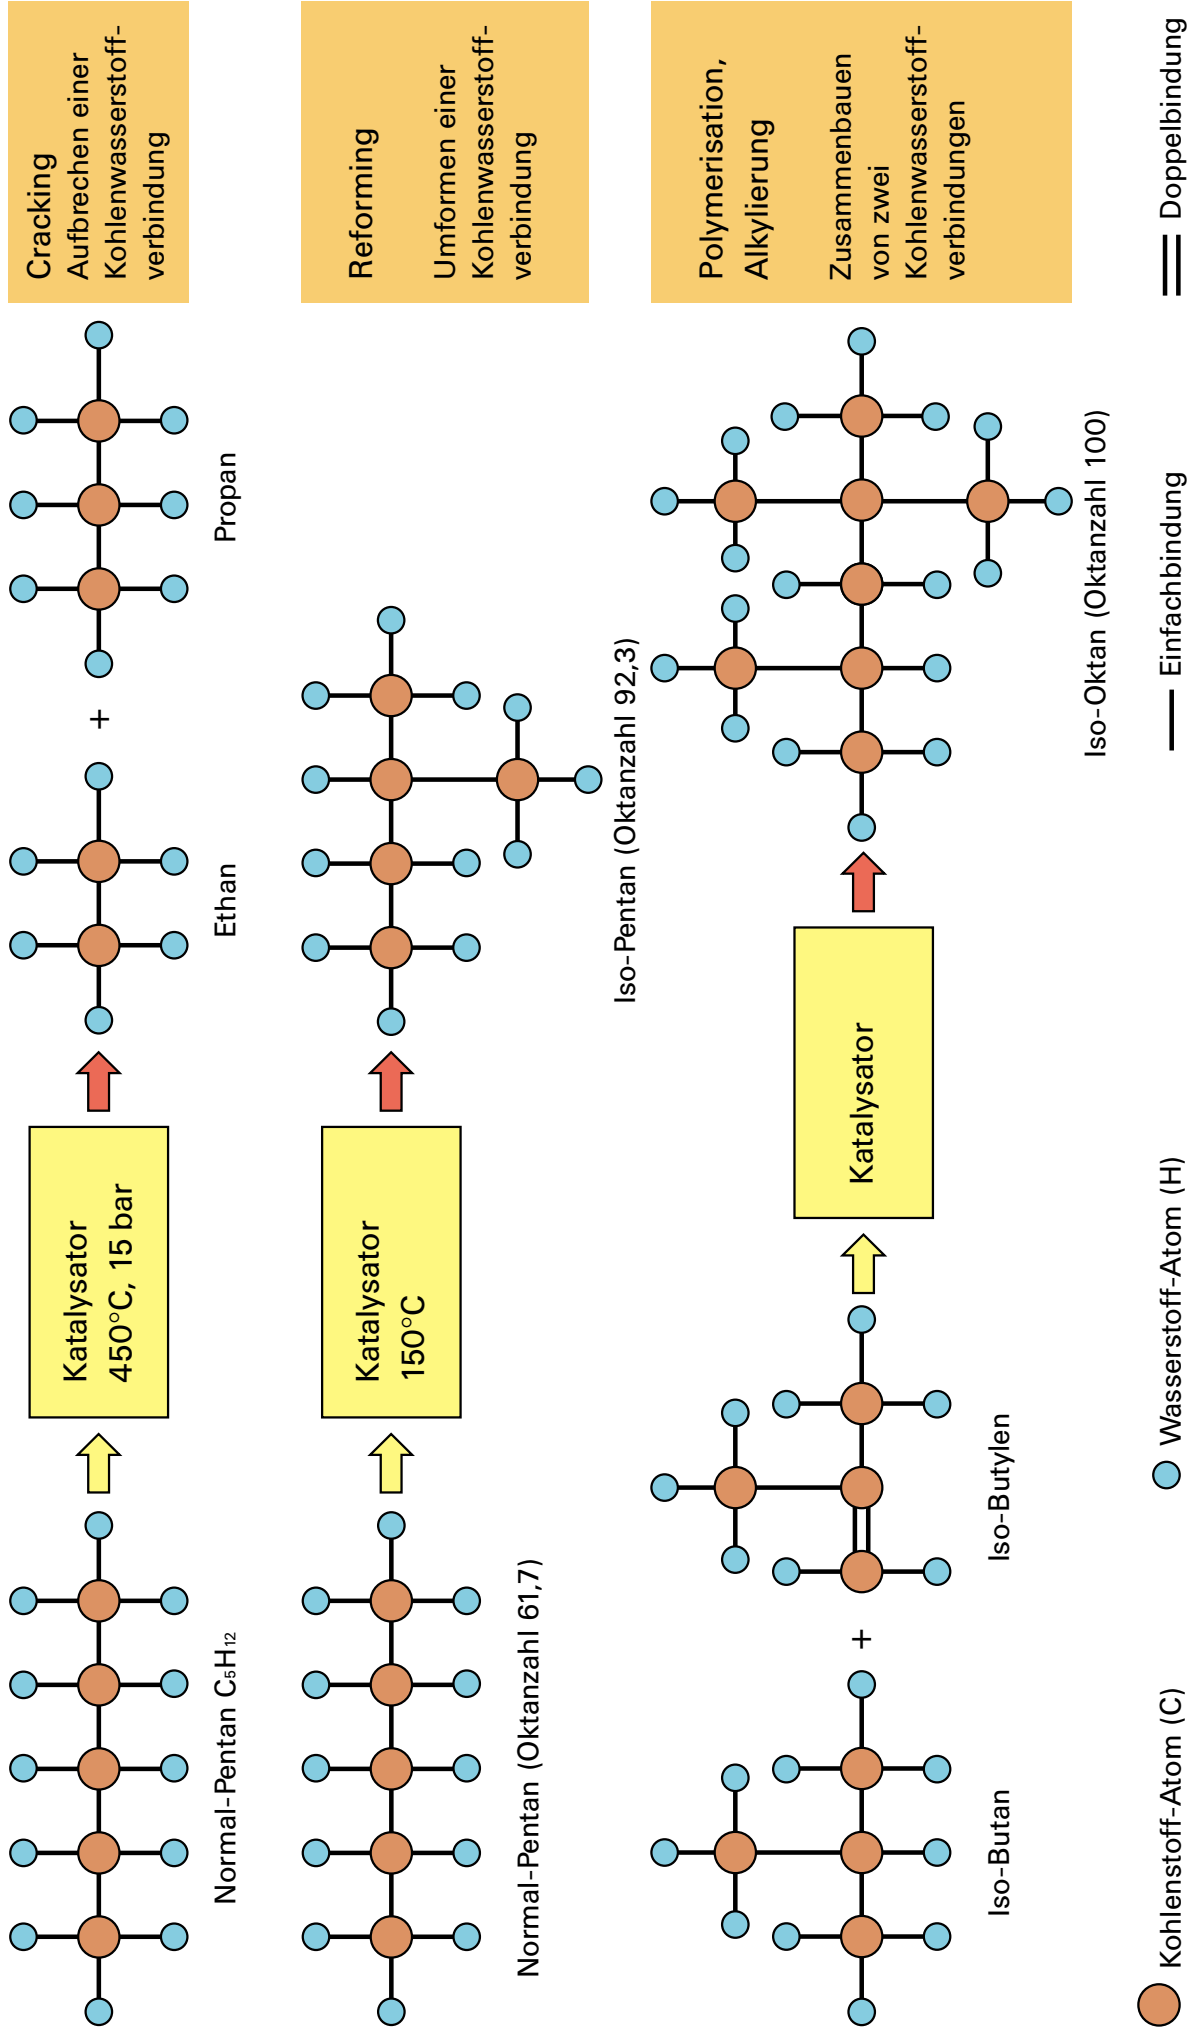 Normal-Pentan C₅H₁₂
Katalysator
450°C, 15 bar
Ethan
+
Propan
Cracking
Aufbrechen einer
Kohlenwasserstoff-
verbindung
Normal-Pentan (Oktanzahl 61,7)
Katalysator
150°C
Iso-Pentan (Oktanzahl 92,3)
Reforming
Umformen einer
Kohlenwasserstoff-
verbindung
Iso-Butan
+
Iso-Butylen
Katalysator
Iso-Oktan (Oktanzahl 100)
Polymerisation,
Alkylierung
Zusammenbauen
von zwei
Kohlenwasserstoff-
verbindungen
Kohlenstoff-Atom (C)
Wasserstoff-Atom (H)
Einfachbindung
Doppelbindung